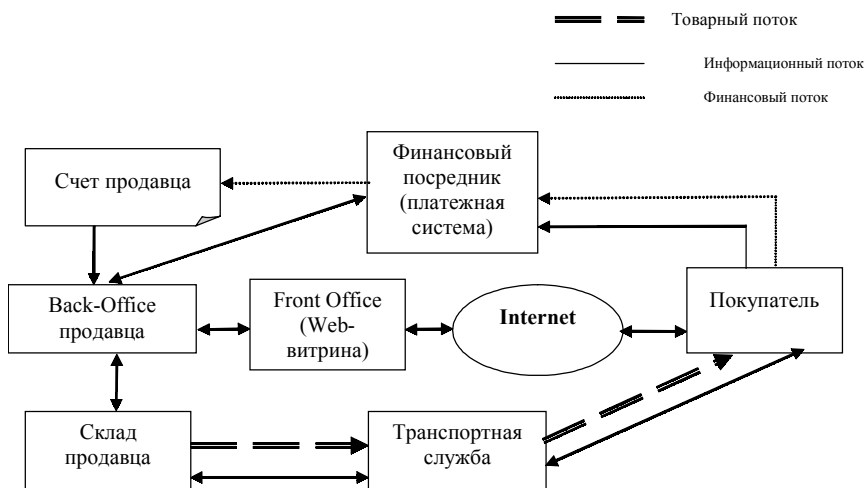 Товарный поток
Информационный поток
Финансовый поток
Счет продавца
Финансовый
посредник
(платежная
система)
Back-Office
продавца
Front Office
(Web-
витрина)
Internet
Покупатель
Склад
продавца
Транспортная
служба